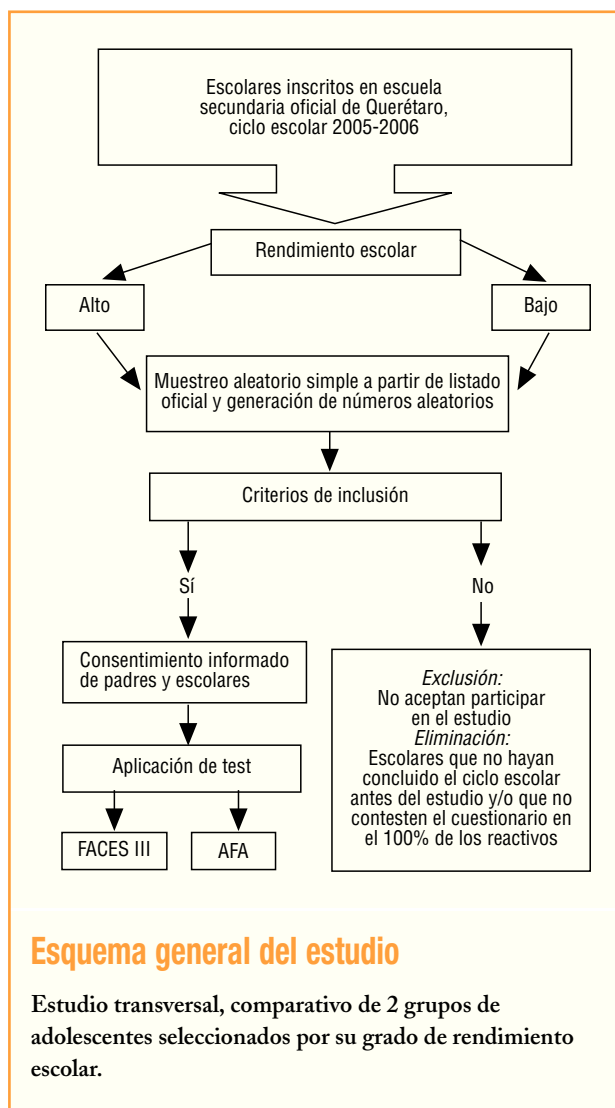 Escolares inscritos en escuela
secundaria oficial de Querétaro,
ciclo escolar 2005-2006
Rendimiento escolar
Alto
Bajo
Muestreo aleatorio simple a partir de listado
oficial y generación de números aleatorios
Criterios de inclusión
Sí
No
Consentimiento informado
de padres y escolares
Aplicación de test
FACES III
AFA
Exclusión:
No aceptan participar
en el estudio
Eliminación:
Escolares que no hayan
concluido el ciclo escolar
antes del estudio y/o que no
contesten el cuestionario en
el 100% de los reactivos
Esquema general del estudio
Estudio transversal, comparativo de 2 grupos de
adolescentes seleccionados por su grado de rendimiento
escolar.